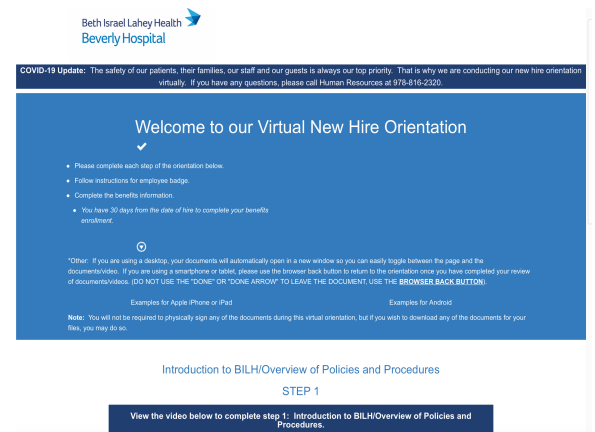 Beth Israel Lahey Health
Beverly Hospital
COVID-19 Update: The safety of our patients, their families, our staff and our guests is always our top priority. That is why we are conducting our new hire orientation
virtually. If you have any questions, please call Human Resources at 978-816-2320.
Welcome to our Virtual New Hire Orientation
Please complete each step of the orientation below.
Follow instructions for employee badge.
Complete the benefits information.
You have 30 days from the date of hire to complete your benefits
enrollment.
*Other: If you are using a desktop, your documents will automatically open in a new window so you can easily toggle between the page and the
documents/video. If you are using a smartphone or tablet, please use the browser back button to return to the orientation once you have completed your review
of documents/videos. (DO NOT USE THE "DONE" OR "DONE ARROW" TO LEAVE THE DOCUMENT, USE THE BROWSER BACK BUTTON).
Examples for Apple iPhone or iPad
Examples for Android
Note: You will not be required to physically sign any of the documents during this virtual orientation, but if you wish to download any of the documents for your
files, you may do so.
Introduction to BILH/Overview of Policies and Procedures
STEP 1
View the video below to complete step 1: Introduction to BILH/Overview of Policies and
Procedures.